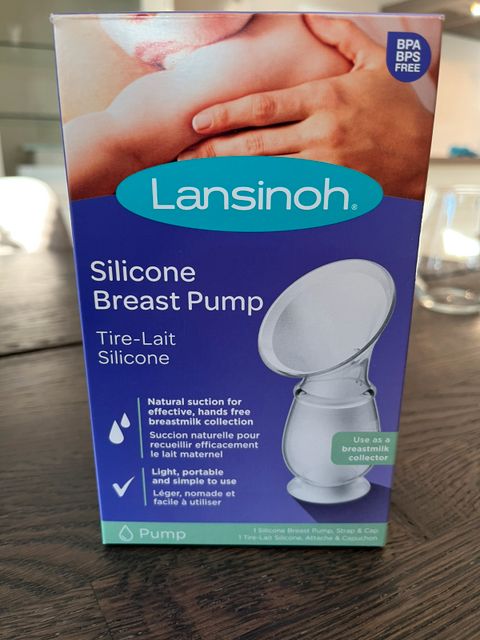 BPA
BPS
FREE
Lansinoh®
Silicone
Breast Pump
Tire-Lait
Silicone
Natural suction for
effective, hands free
breastmilk collection
Succion naturelle pour
recueillir efficacement
le lait maternel
Light, portable
and simple to use
Léger, nomade et
facile à utiliser
Use as a
breastmilk
collector
Pump
1 Silicone Breast Pump, Strap & Cap
1 Tire-Lait Silicone, Attache & Capuchon